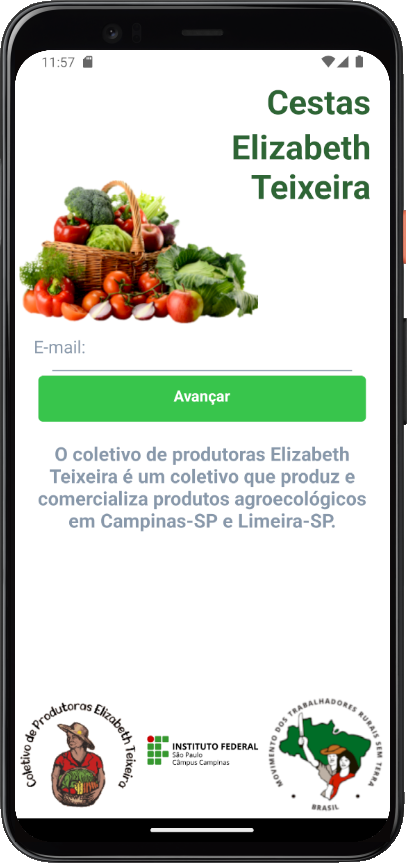 11:57
Cestas
Elizabeth
Teixeira
E-mail:
Avançar
O coletivo de produtoras Elizabeth
Teixeira é um coletivo que produz e
comercializa produtos agroecológicos
em Campinas-SP e Limeira-SP.
Coletivo de Produtoras Elizabeth Teixeira
INSTITUTO FEDERAL
São Paulo
Câmpus Campinas
MOVIMENTO DOS TRABALHADORES RURAIS SEM TERRA
BRASIL